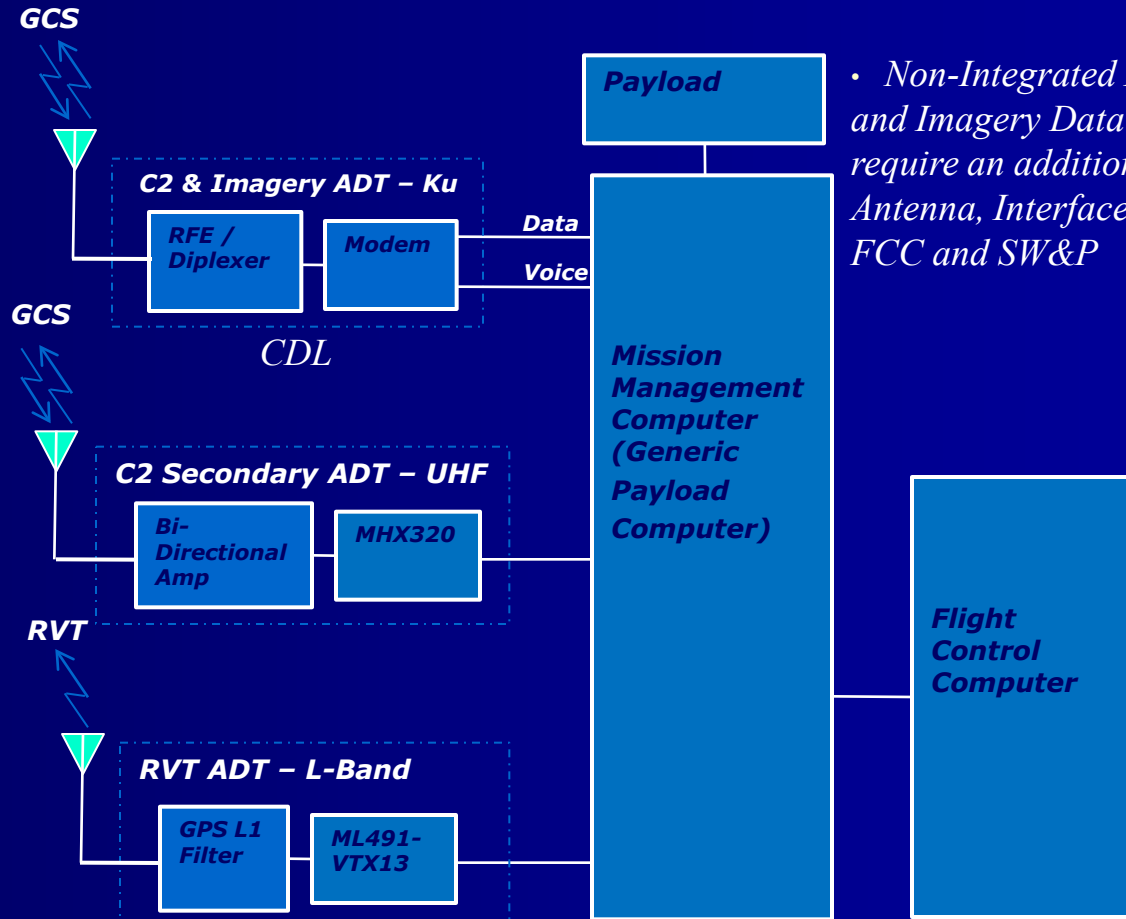 GCS
Payload
• Non-Integrated
and Imagery Data
require an addition
Antenna, Interface
FCC and SW&P
C2 & Imagery ADT – Ku
RFE /
Diplexer
Modem
Data
Voice
CDL
GCS
C2 Secondary ADT – UHF
Bi-
Directional
Amp
MHX320
Mission
Management
Computer
(Generic
Payload
Computer)
Flight
Control
Computer
RVT
RVT ADT – L-Band
GPS L1
Filter
ML491-
VTX13